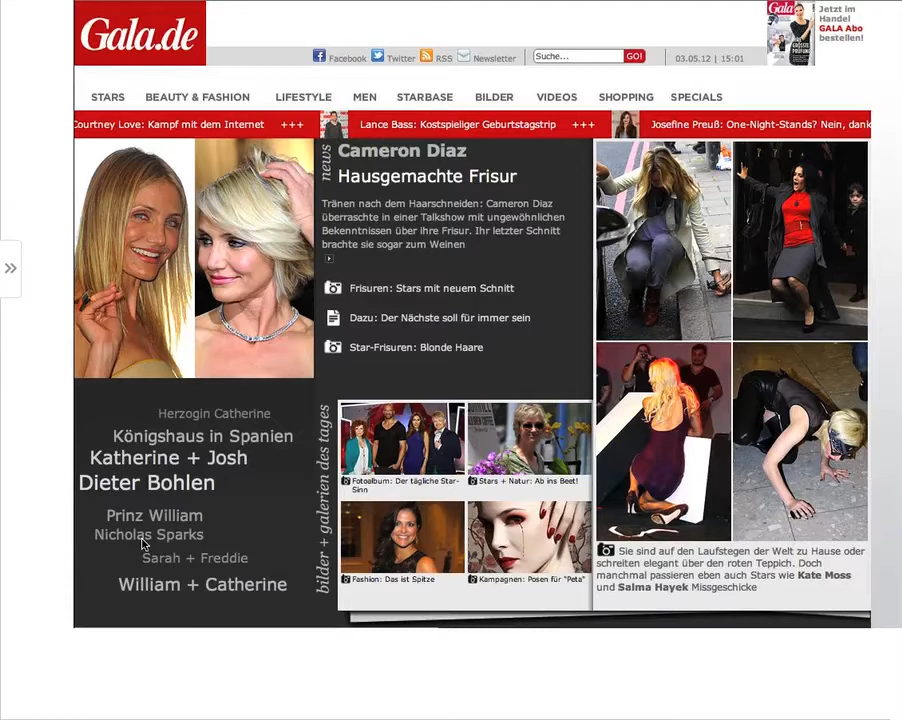 Gala.de
Facebook
Twitter
RSS
Newsletter
Suche...
GO!
03.05.12 | 15:01
Gala
Jetzt im
Handel
GALA Abo
bestellen!
STARS
BEAUTY & FASHION
LIFESTYLE
MEN
STARBASE
BILDER
VIDEOS
SHOPPING
SPECIALS
Courtney Love: Kampf mit dem Internet +++
Lance Bass: Kostspieliger Geburtstagstrip +++
Josefine Preuß: One-Night-Stands? Nein, dank
news
Cameron Diaz
Hausgemachte Frisur
Tränen nach dem Haarschneiden: Cameron Diaz
überraschte in einer Talkshow mit ungewöhnlichen
Bekenntnissen über ihre Frisur. Ihr letzter Schnitt
brachte sie sogar zum Weinen
Frisuren: Stars mit neuem Schnitt
Dazu: Der Nächste soll für immer sein
Star-Frisuren: Blonde Haare
Herzogin Catherine
Königshaus in Spanien
Katherine + Josh
Dieter Bohlen
Prinz William
Nicholas Sparks
Sarah + Freddie
William + Catherine
bilder + galerien des tages
Fotoalbum: Der tägliche Star-
Sinn
Stars + Natur: Ab ins Beet!
Fashion: Das ist Spitze
Kampagnen: Posen für "Peta"
Sie sind auf den Laufstegen der Welt zu Hause oder
schreiten elegant über den roten Teppich. Doch
manchmal passieren eben auch Stars wie Kate Moss
und Salma Hayek Missgeschicke